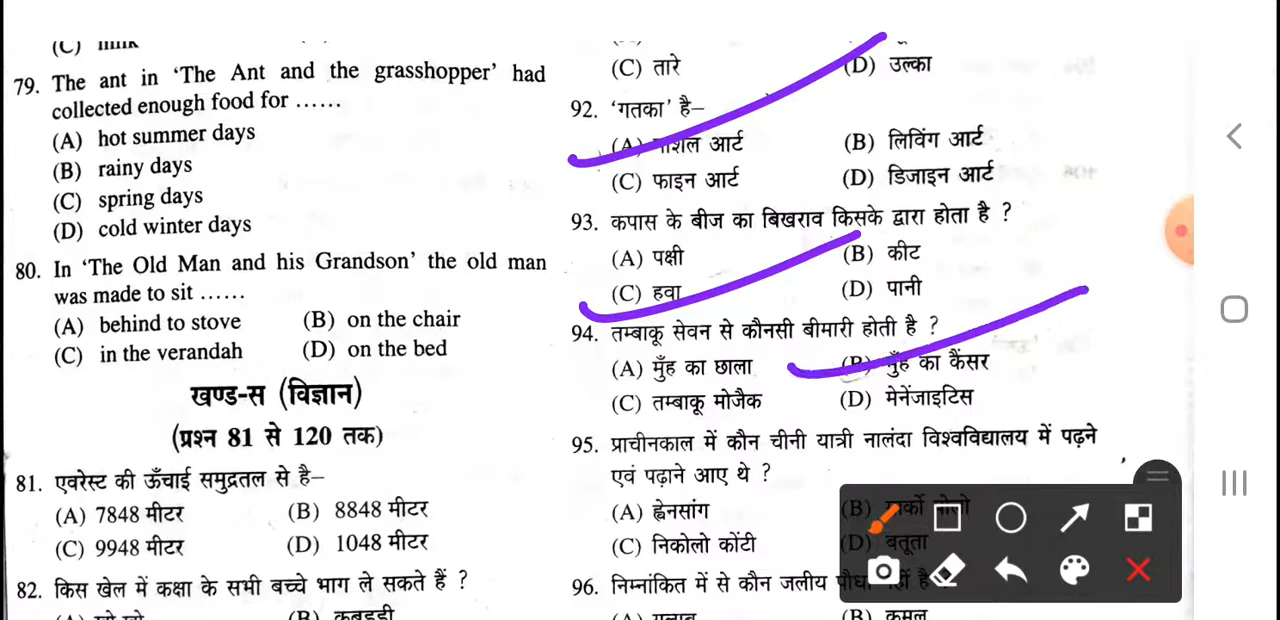 79. The ant in 'The Ant and the grasshopper' had
collected enough food for ......
(A) hot summer days
(B) rainy days
(C) spring days
(D) cold winter days
80. In 'The Old Man and his Grandson' the old man
was made to sit ......
(A) behind to stove (B) on the chair
(C) in the verandah (D) on the bed
खण्ड-स (विज्ञान)
(प्रश्न 81 से 120 तक)
81. एवरेस्ट की ऊँचाई समुद्रतल से है–
(A) 7848 मीटर (B) 8848 मीटर
(C) 9948 मीटर (D) 1048 मीटर
82. किस खेल में कक्षा के सभी बच्चे भाग ले सकते हैं ?
(B) कबड्डी
(C) तारे (D) उल्का
92. 'गतका' है–
(A) मार्शल आर्ट (B) लिविंग आर्ट
(C) फाइन आर्ट (D) डिजाइन आर्ट
93. कपास के बीज का बिखराव किसके द्वारा होता है ?
(A) पक्षी (B) कीट
(C) हवा (D) पानी
94. तम्बाकू सेवन से कौनसी बीमारी होती है ?
(A) मुँह का छाला (B) मुँह का कैंसर
(C) तम्बाकू मोजैक (D) मेनेंजाइटिस
95. प्राचीनकाल में कौन चीनी यात्री नालंदा विश्वविद्यालय में पढ़ने
एवं पढ़ाने आए थे ?
(A) ह्वेनसांग (B) मार्को पोलो
(C) निकोलो कोंटी (D) बतूता
96. निम्नांकित में से कौन जलीय पौधा नहीं है
(A) गुलाब (B) कमल